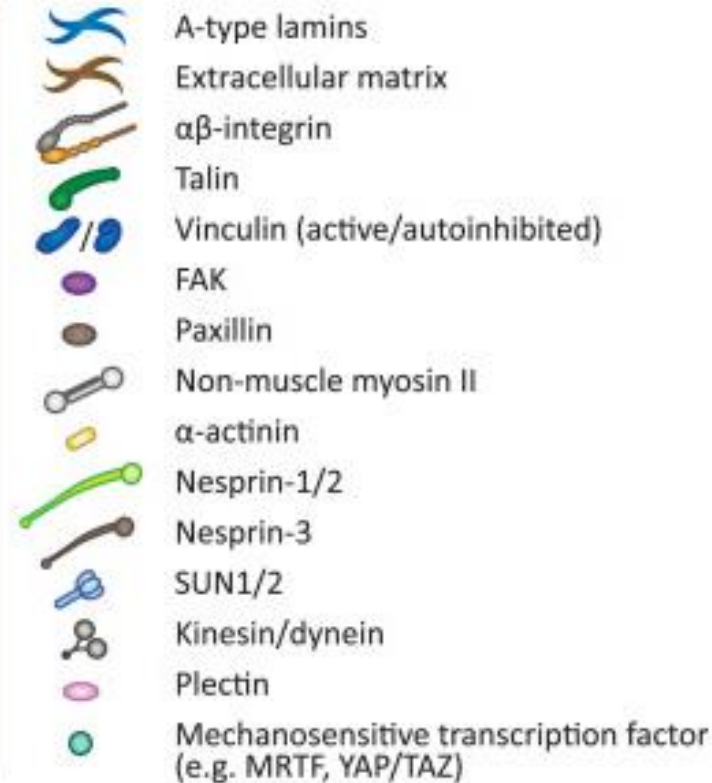 A-type lamins
Extracellular matrix
αβ-integrin
Talin
/ Vinculin (active/autoinhibited)
FAK
Paxillin
Non-muscle myosin II
α-actinin
Nesprin-1/2
Nesprin-3
SUN1/2
Kinesin/dynein
Plectin
Mechanosensitive transcription factor
(e.g. MRTF, YAP/TAZ)